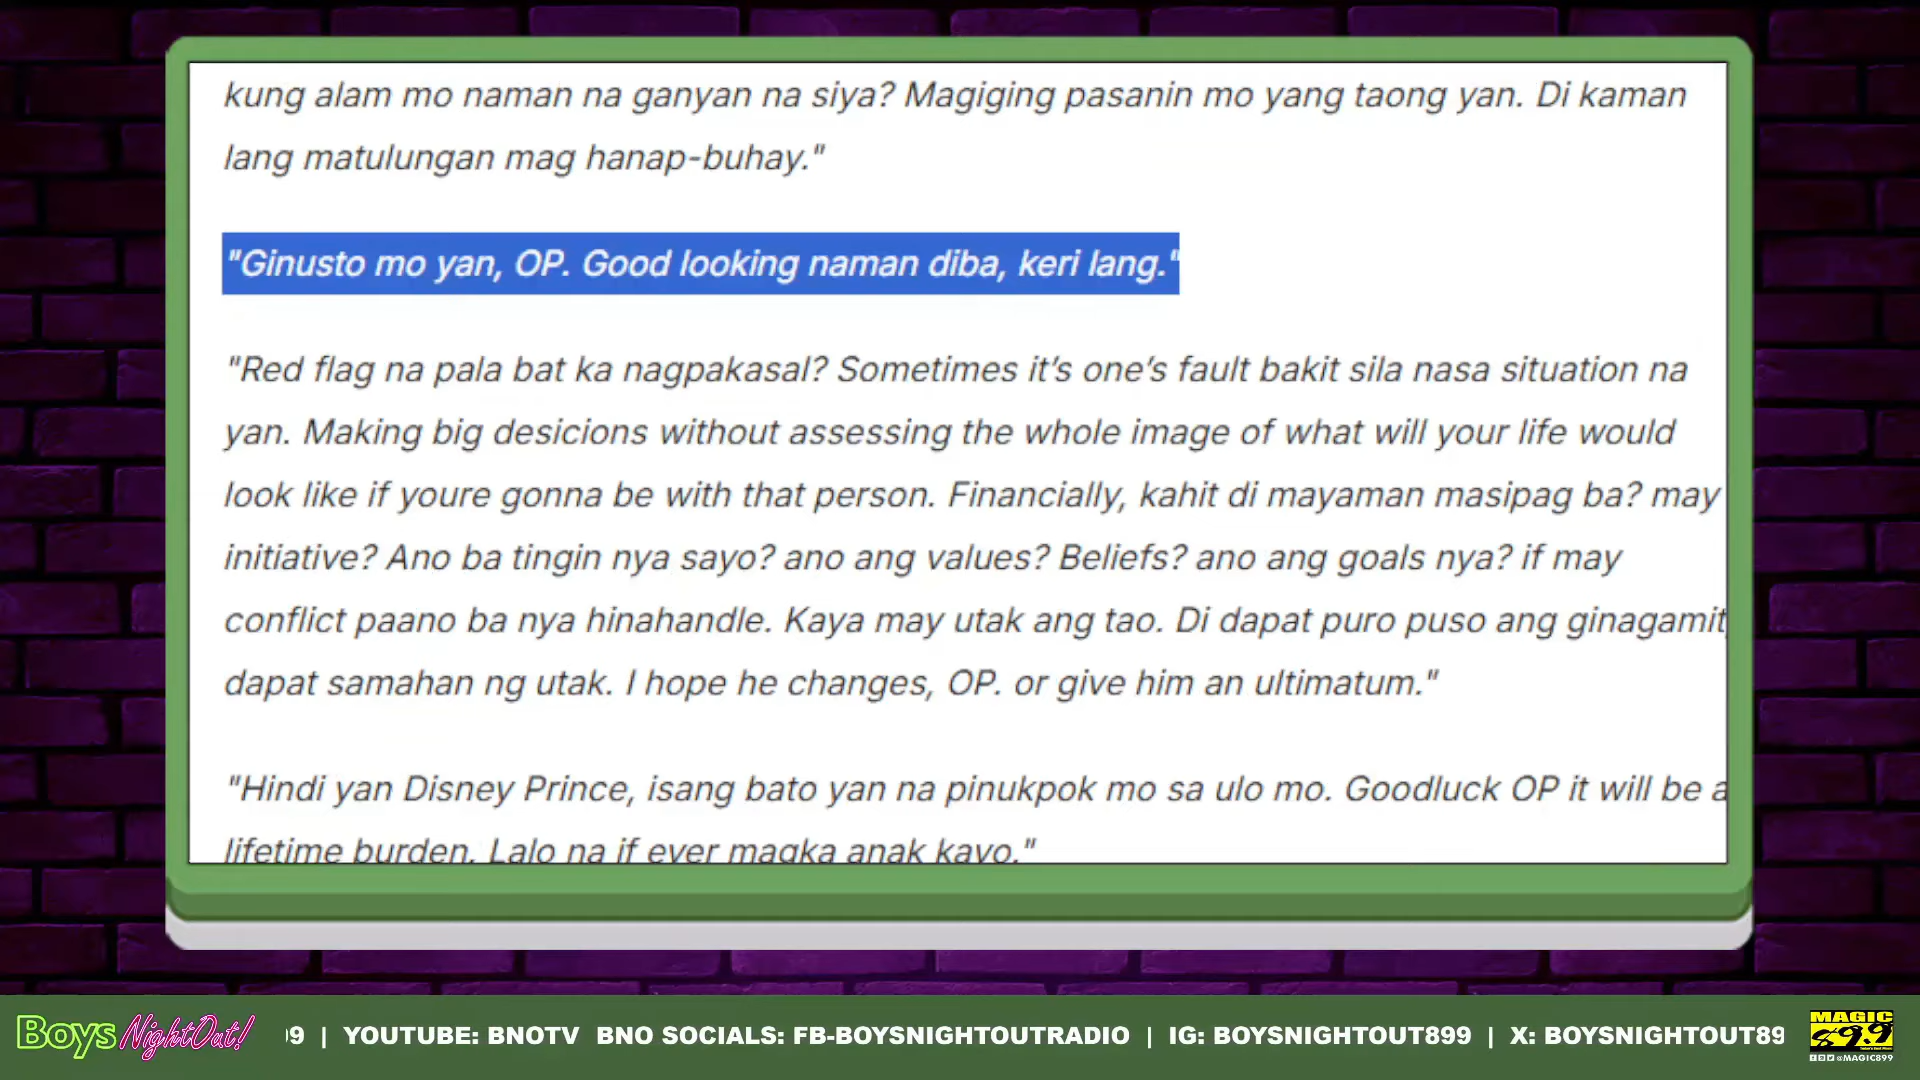 kung alam mo naman na ganyan na siya? Magiging pasanin mo yang taong yan. Di kaman
lang matulungan mag hanap-buhay."
"Ginusto mo yan, OP. Good looking naman diba, keri lang."
"Red flag na pala bat ka nagpakasal? Sometimes it's one's fault bakit sila nasa situation na
yan. Making big desicions without assessing the whole image of what will your life would
look like if youre gonna be with that person. Financially, kahit di mayaman masipag ba? may
initiative? Ano ba tingin nya sayo? ano ang values? Beliefs? ano ang goals nya? if may
conflict paano ba nya hinahandle. Kaya may utak ang tao. Di dapat puro puso ang ginagamit,
dapat samahan ng utak. I hope he changes, OP. or give him an ultimatum."
"Hindi yan Disney Prince, isang bato yan na pinukpok mo sa ulo mo. Goodluck OP it will be a
lifetime burden. Lalo na if ever magka anak kayo."
Boys NightOut!
99 | YOUTUBE: BNOTV BNO SOCIALS: FB-BOYSNIGHTOUTRADIO | IG: BOYSNIGHTOUT899 | X: BOYSNIGHTOUT89
MAGIC
89.9
@MAGIC899